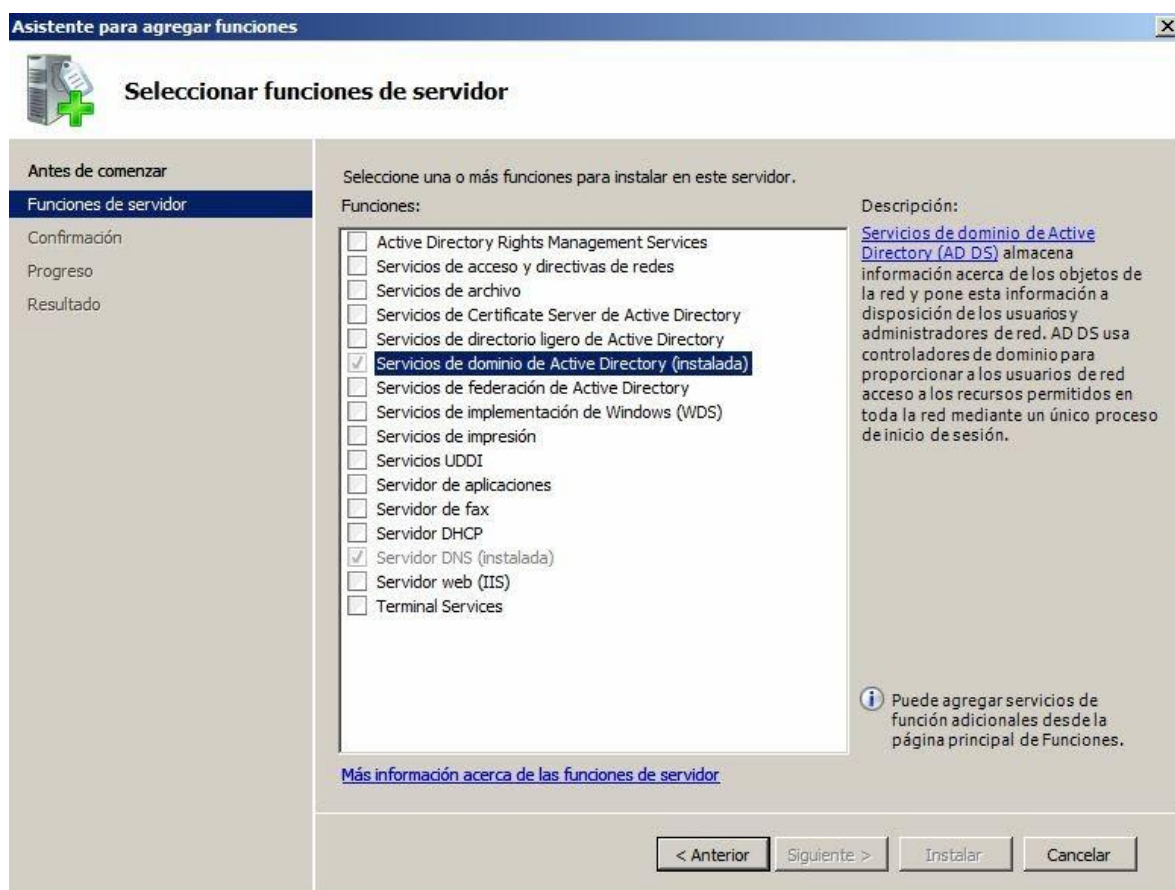 Asistente para agregar funciones
Seleccionar funciones de servidor
Antes de comenzar
Funciones de servidor
Confirmación
Progreso
Resultado
Seleccione una o más funciones para instalar en este servidor.
Funciones:
Active Directory Rights Management Services
Servicios de acceso y directivas de redes
Servicios de archivo
Servicios de Certificate Server de Active Directory
Servicios de directorio ligero de Active Directory
Servicios de dominio de Active Directory (instalada)
Servicios de federación de Active Directory
Servicios de implementación de Windows (WDS)
Servicios de impresión
Servicios UDDI
Servidor de aplicaciones
Servidor de fax
Servidor DHCP
Servidor DNS (instalada)
Servidor web (IIS)
Terminal Services
Más información acerca de las funciones de servidor
Descripción:
Servicios de dominio de Active
Directory (AD DS) almacena
información acerca de los objetos de
la red y pone esta información a
disposición de los usuarios y
administradores de red. AD DS usa
controladores de dominio para
proporcionar a los usuarios de red
acceso a los recursos permitidos en
toda la red mediante un único proceso
de inicio de sesión.
Puede agregar servicios de
función adicionales desde la
página principal de Funciones.
< Anterior
Siguiente >
Instalar
Cancelar